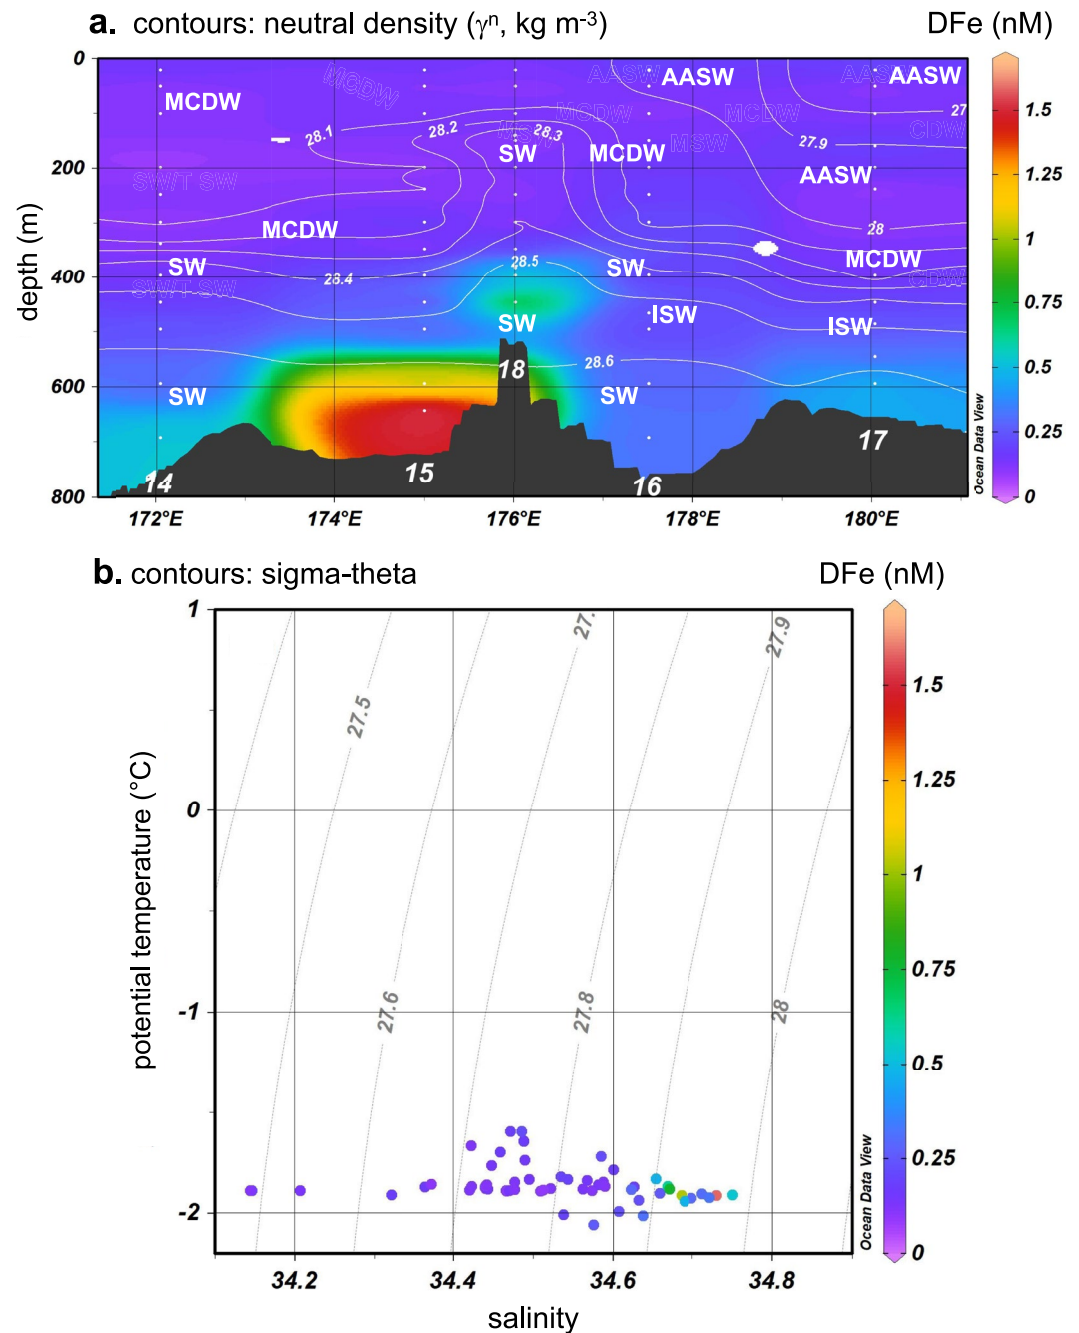 a. contours: neutral density (γⁿ, kg m⁻³) DFe (nM)
0
200
400
600
800
depth (m)
MCDW
AASW
AASW
MCDW
AASW
AASW
MCDW
MCDW
MSW
MSW
CDW
27
28.1
28.2
28.3
27.9
SW
MCDW
AASW
SW/T SW
MCDW
28
MCDW
SW
28.4
28.5
SW
CDW
SW/T SW
SW
ISW
ISW
18
28.6
SW
SW
14
15
16
17
172°E
174°E
176°E
178°E
180°E
1.5
1.25
1
0.75
0.5
0.25
0
Ocean Data View
b. contours: sigma-theta DFe (nM)
1
0
-1
-2
potential temperature (°C)
27.
27.9
27.5
27.6
27.8
28
34.2
34.4
34.6
34.8
salinity
1.5
1.25
1
0.75
0.5
0.25
0
Ocean Data View